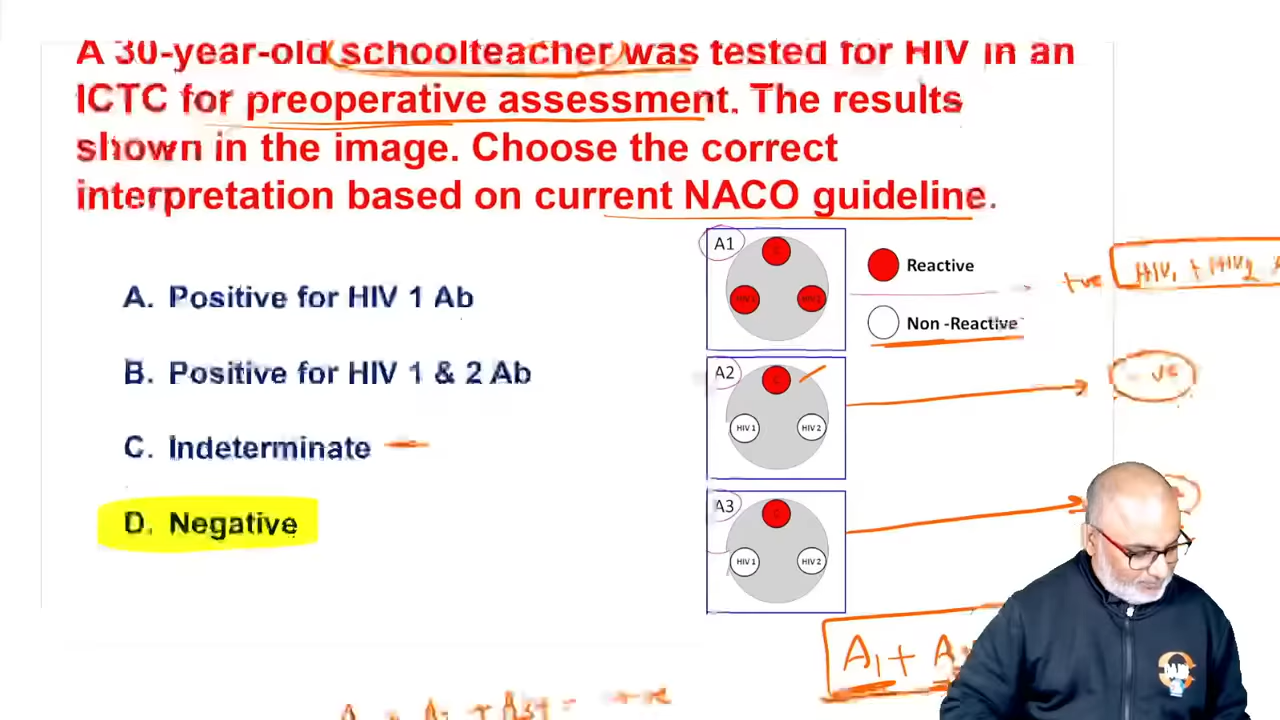 A 30-year-old schoolteacher was tested for HIV in an
ICTC for preoperative assessment. The results
shown in the image. Choose the correct
interpretation based on current NACO guideline.
A. Positive for HIV 1 Ab
B. Positive for HIV 1 & 2 Ab
C. Indeterminate
D. Negative
A1
C
HIV 1
HIV 2
Reactive
Non -Reactive
+ve
HIV1 + HIV2
A2
C
HIV 1
HIV 2
- ve
A3
C
HIV 1
HIV 2
A1 +